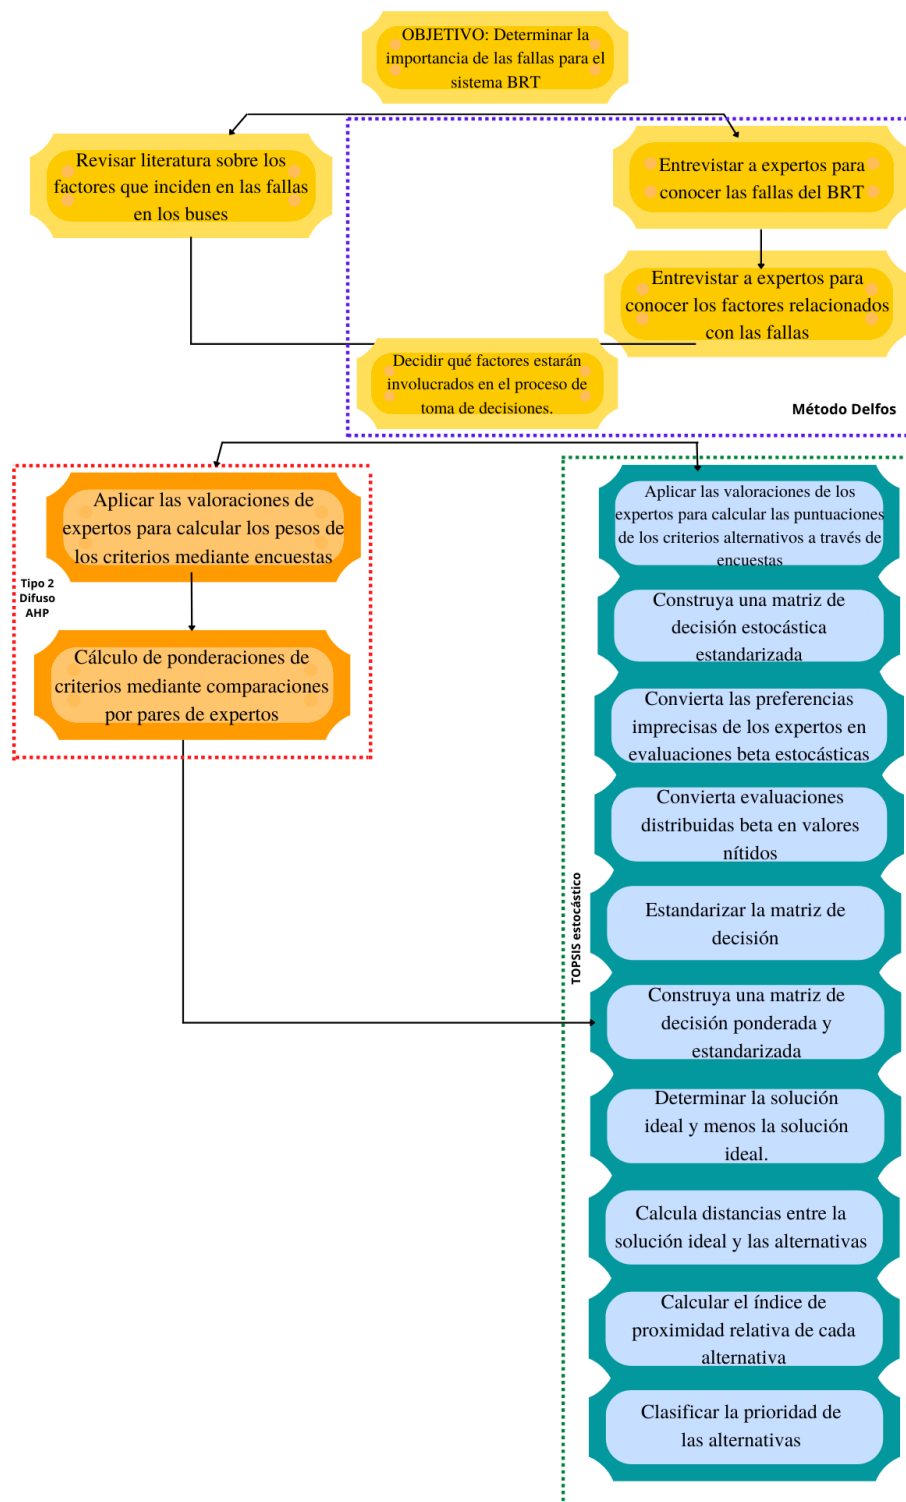 OBJETIVO: Determinar la
importancia de las fallas para el
sistema BRT
Revisar literatura sobre los
factores que inciden en las fallas
en los buses
Entrevistar a expertos para
conocer las fallas del BRT
Entrevistar a expertos para
conocer los factores relacionados
con las fallas
Decidir qué factores estarán
involucrados en el proceso de
toma de decisiones.
Método Delfos
Aplicar las valoraciones de
expertos para calcular los pesos de
los criterios mediante encuestas
Tipo 2
Difuso
AHP
Cálculo de ponderaciones de
criterios mediante comparaciones
por pares de expertos
Aplicar las valoraciones de los
expertos para calcular las puntuaciones
de los criterios alternativos a través de
encuestas
Construya una matriz de
decisión estocástica
estandarizada
Convierta las preferencias
imprecisas de los expertos en
evaluaciones beta estocásticas
Convierta evaluaciones
distribuidas beta en valores
nítidos
TOPSIS estocástico
Estandarizar la matriz de
decisión
Construya una matriz de
decisión ponderada y
estandarizada
Determinar la solución
ideal y menos la solución
ideal.
Calcula distancias entre la
solución ideal y las alternativas
Calcular el índice de
proximidad relativa de cada
alternativa
Clasificar la prioridad de
las alternativas